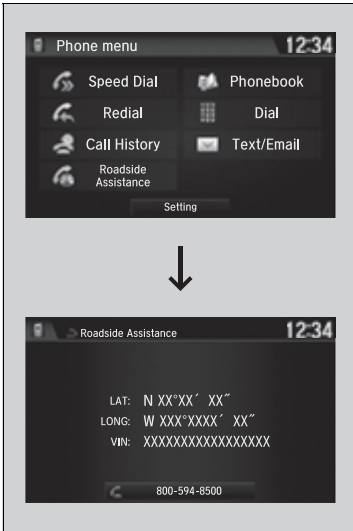 Phone menu 12:34
Speed Dial Phonebook
Redial Dial
Call History Text/Email
Roadside
Assistance
Setting
Roadside Assistance 12:34
LAT: N XX°XX´ XX˝
LONG: W XXX°XXXX´ XX˝
VIN: XXXXXXXXXXXXXXXXX
800-594-8500